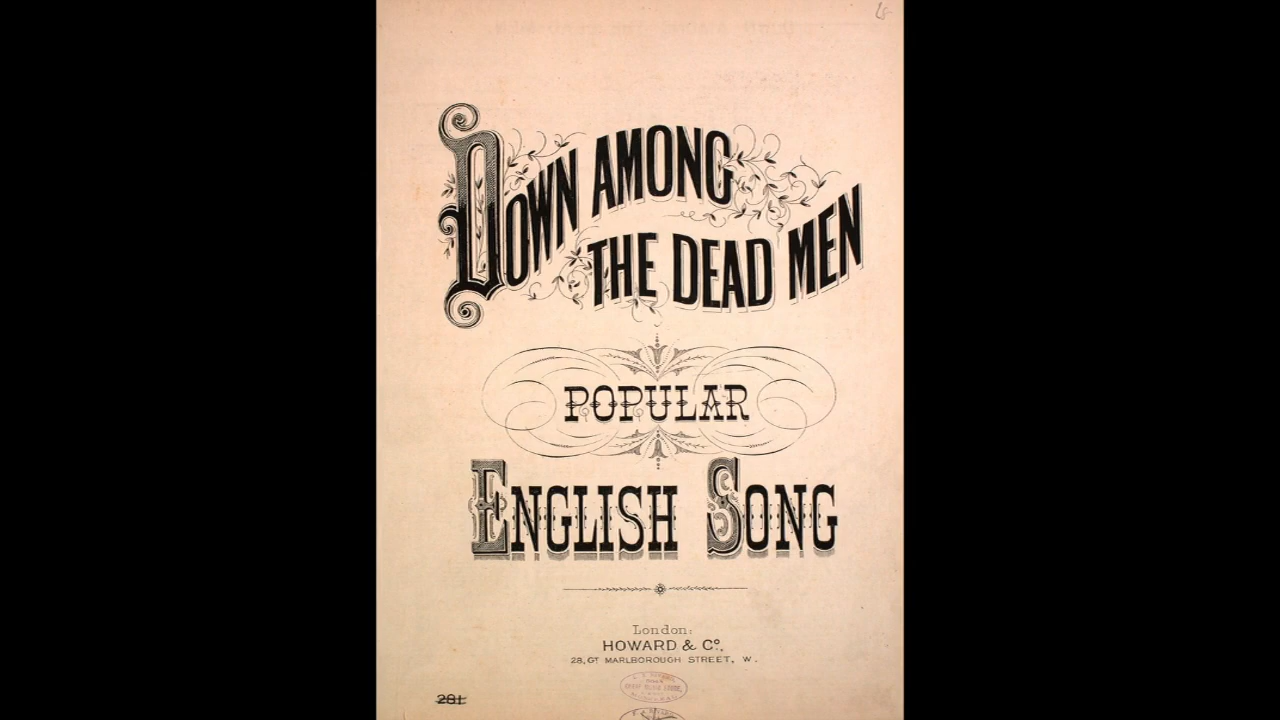 DOWN AMONG
THE DEAD MEN
POPULAR
ENGLISH SONG
London:
HOWARD & Cº.
28, Gᵀ MARLBOROUGH STREET, W.
281